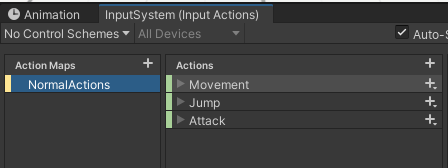 Animation InputSystem (Input Actions)
No Control Schemes All Devices Auto-S
Action Maps + Actions +
NormalActions Movement +
Jump +
Attack +